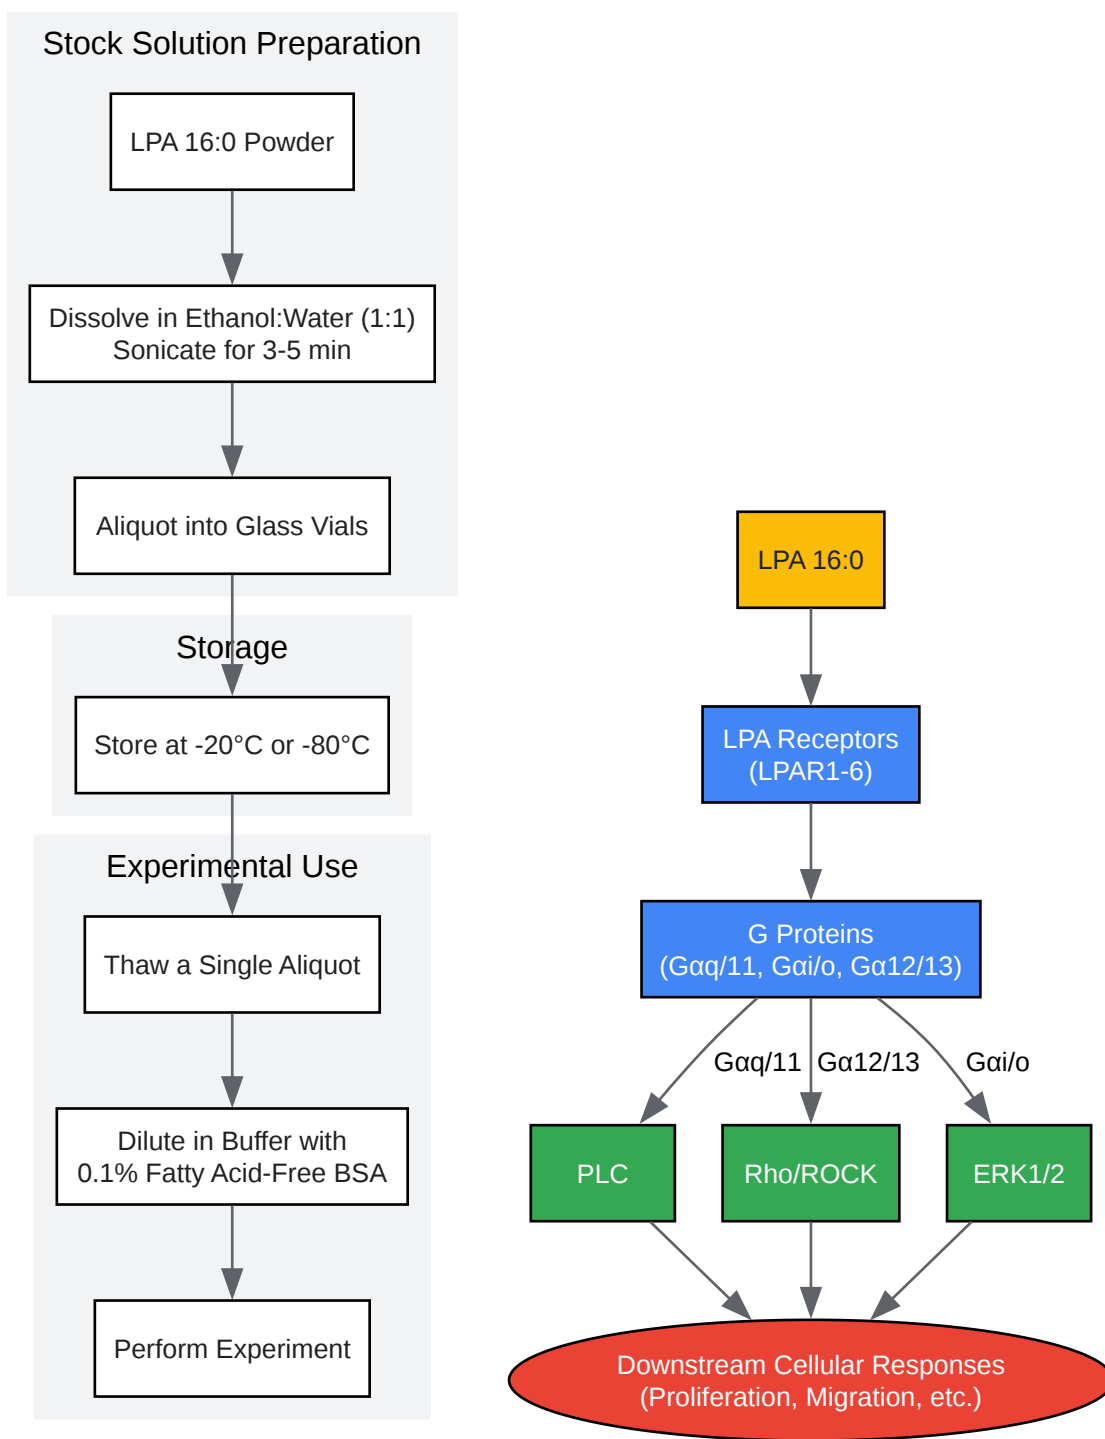 Stock Solution Preparation
LPA 16:0 Powder
Dissolve in Ethanol:Water (1:1)
Sonicate for 3-5 min
Aliquot into Glass Vials
Storage
Store at -20°C or -80°C
Experimental Use
Thaw a Single Aliquot
Dilute in Buffer with
0.1% Fatty Acid-Free BSA
Perform Experiment
LPA 16:0
LPA Receptors
(LPAR1-6)
G Proteins
(Gαq/11, Gαi/o, Gα12/13)
Gαq/11
Gα12/13
Gαi/o
PLC
Rho/ROCK
ERK1/2
Downstream Cellular Responses
(Proliferation, Migration, etc.)